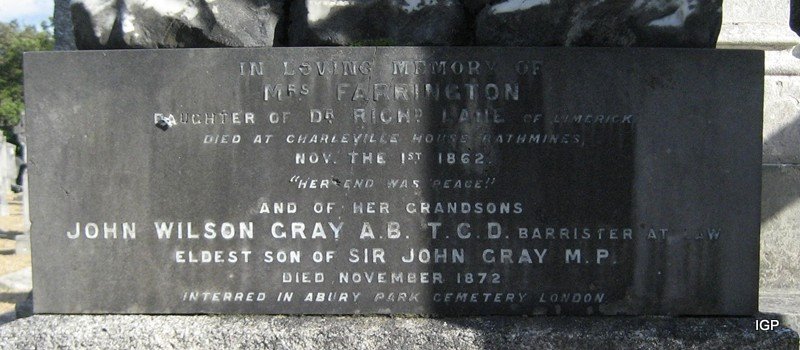 IN LOVING MEMORY OF
MRS FARRINGTON
DAUGHTER OF DR RICHD LANE OF LIMERICK
DIED AT CHARLEVILLE HOUSE RATHMINES,
NOV. THE 1ST 1862.
"HER END WAS PEACE!"
AND OF HER GRANDSONS
JOHN WILSON GRAY A.B. T.C.D. BARRISTER AT LAW
ELDEST SON OF SIR JOHN GRAY M.P.
DIED NOVEMBER 1872
INTERRED IN ABURY PARK CEMETERY LONDON.
IGP